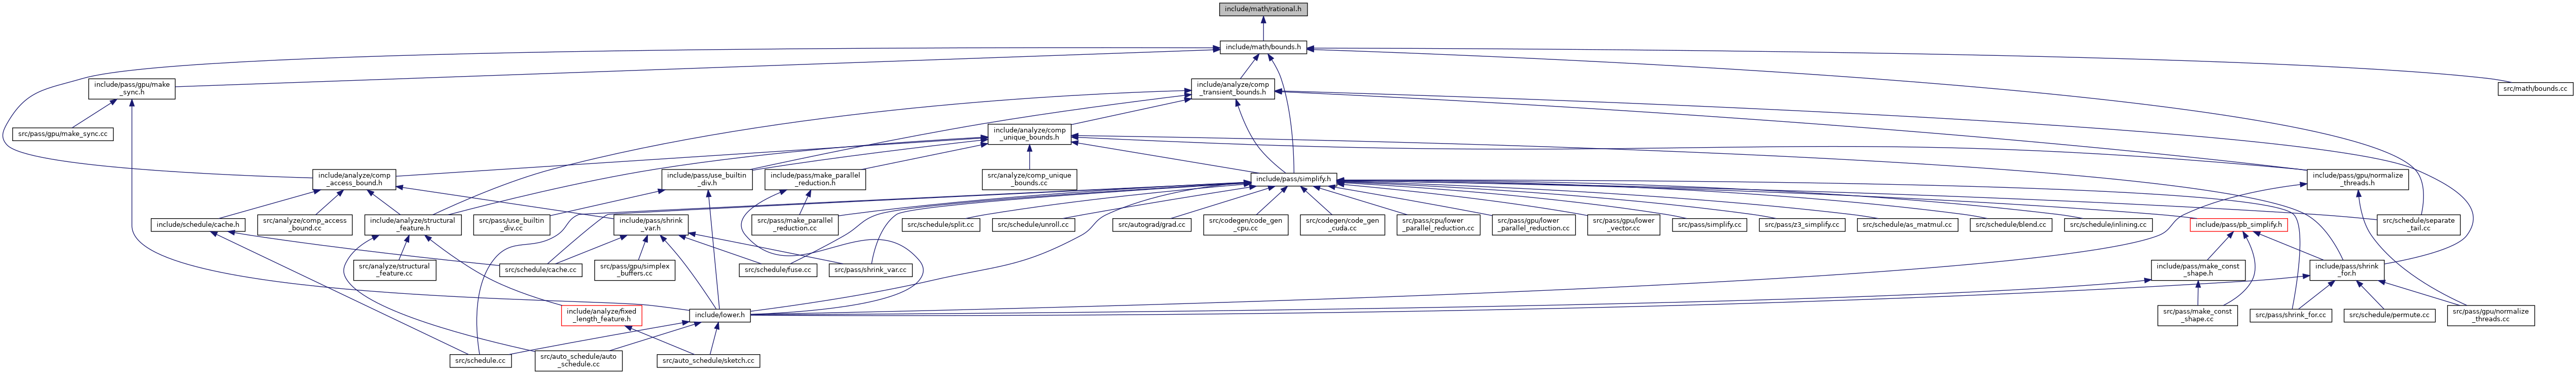 include/math/rational.h
include/math/bounds.h
include/pass/gpu/make
_sync.h
include/analyze/comp
_transient_bounds.h
src/math/bounds.cc
src/pass/gpu/make_sync.cc
include/analyze/comp
_unique_bounds.h
include/analyze/comp
_access_bound.h
include/pass/use_builtin
_div.h
include/pass/make_parallel
_reduction.h
src/analyze/comp_unique
_bounds.cc
include/pass/simplify.h
include/pass/gpu/normalize
_threads.h
include/schedule/cache.h
src/analyze/comp_access
_bound.cc
include/analyze/structural
_feature.h
src/pass/use_builtin
_div.cc
include/pass/shrink
_var.h
src/pass/make_parallel
_reduction.cc
src/schedule/split.cc
src/schedule/unroll.cc
src/autograd/grad.cc
src/codegen/code_gen
_cpu.cc
src/codegen/code_gen
_cuda.cc
src/pass/cpu/lower
_parallel_reduction.cc
src/pass/gpu/lower
_parallel_reduction.cc
src/pass/gpu/lower
_vector.cc
src/pass/simplify.cc
src/pass/z3_simplify.cc
src/schedule/as_matmul.cc
src/schedule/blend.cc
src/schedule/inlining.cc
include/pass/pb_simplify.h
src/schedule/separate
_tail.cc
src/analyze/structural
_feature.cc
src/schedule/cache.cc
src/pass/gpu/simplex
_buffers.cc
src/schedule/fuse.cc
src/pass/shrink_var.cc
include/pass/make_const
_shape.h
include/pass/shrink
_for.h
include/analyze/fixed
_length_feature.h
include/lower.h
src/pass/make_const
_shape.cc
src/pass/shrink_for.cc
src/schedule/permute.cc
src/pass/gpu/normalize
_threads.cc
src/schedule.cc
src/auto_schedule/auto
_schedule.cc
src/auto_schedule/sketch.cc